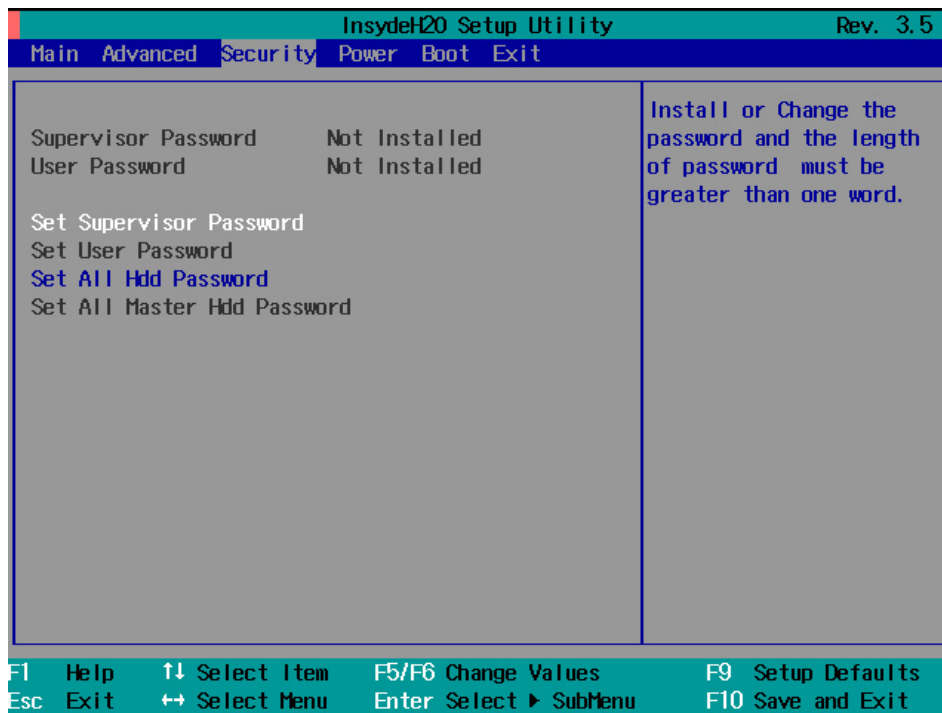 InsydeH2O Setup Utility Rev. 3.5
Main Advanced Security Power Boot Exit
Supervisor Password Not Installed
User Password Not Installed
Set Supervisor Password
Set User Password
Set All Hdd Password
Set All Master Hdd Password
Install or Change the
password and the length
of password must be
greater than one word.
F1 Help ↑↓ Select Item F5/F6 Change Values F9 Setup Defaults
Esc Exit ↔ Select Menu Enter Select ▶ SubMenu F10 Save and Exit